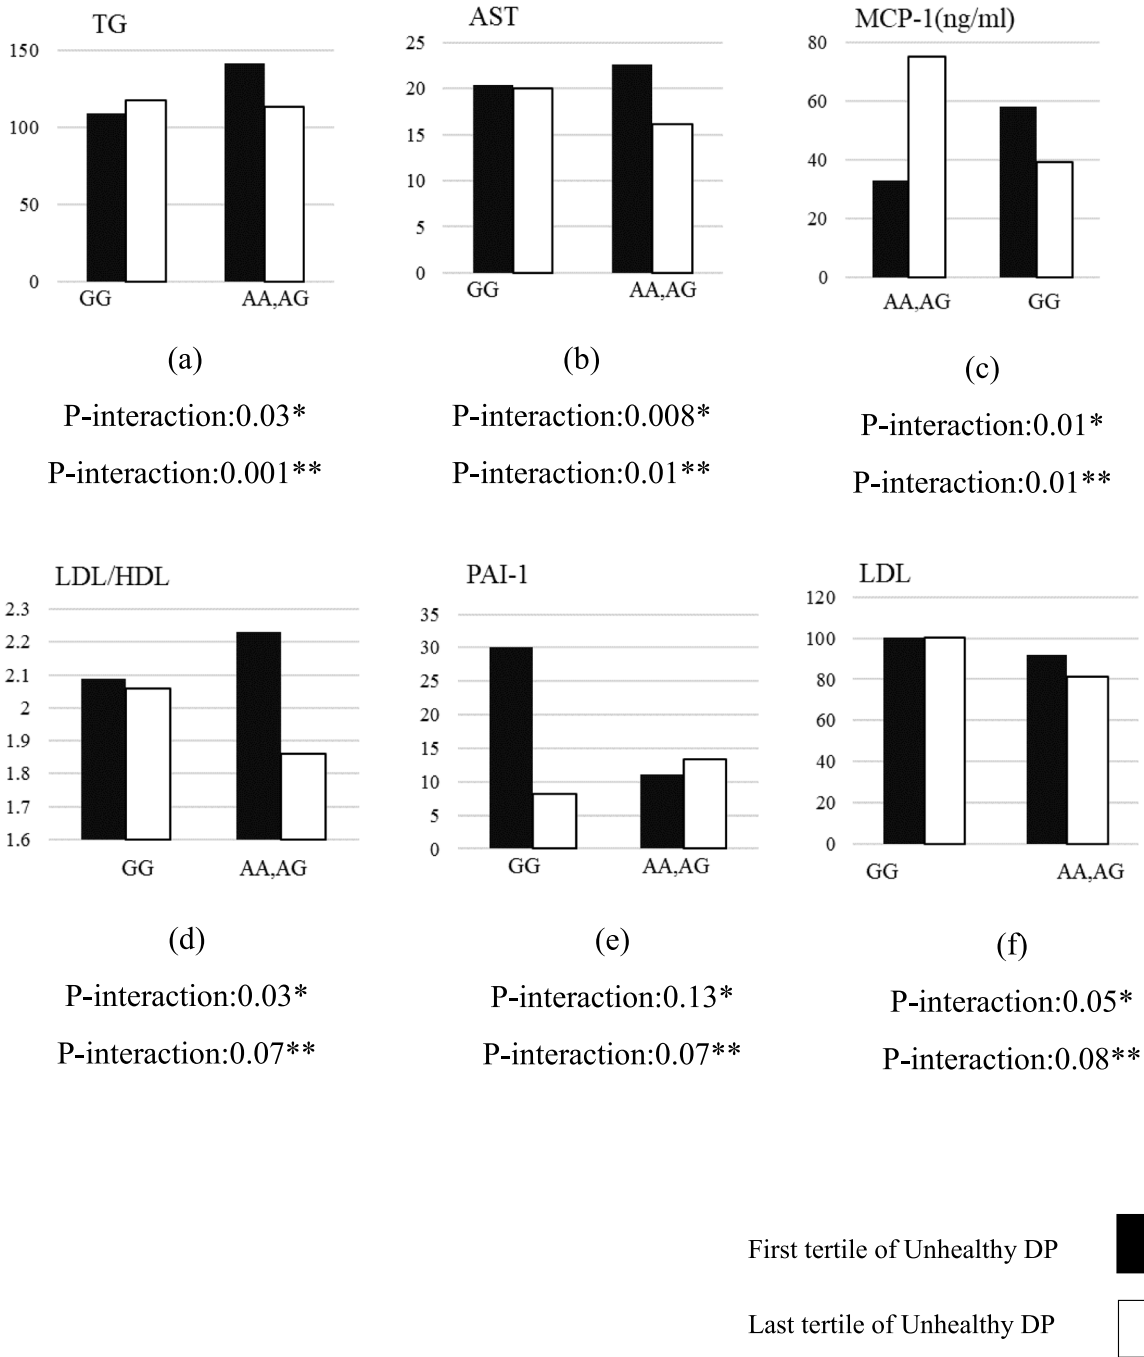 TG
150
100
50
0
GG AA,AG
(a)
P-interaction:0.03*
P-interaction:0.001**
AST
25
20
15
10
5
0
GG AA,AG
(b)
P-interaction:0.008*
P-interaction:0.01**
MCP-1(ng/ml)
80
60
40
20
0
AA,AG GG
(c)
P-interaction:0.01*
P-interaction:0.01**
LDL/HDL
2.3
2.2
2.1
2
1.9
1.8
1.7
1.6
GG AA,AG
(d)
P-interaction:0.03*
P-interaction:0.07**
PAI-1
35
30
25
20
15
10
5
0
GG AA,AG
(e)
P-interaction:0.13*
P-interaction:0.07**
LDL
120
100
80
60
40
20
0
GG AA,AG
(f)
P-interaction:0.05*
P-interaction:0.08**
First tertile of Unhealthy DP
Last tertile of Unhealthy DP